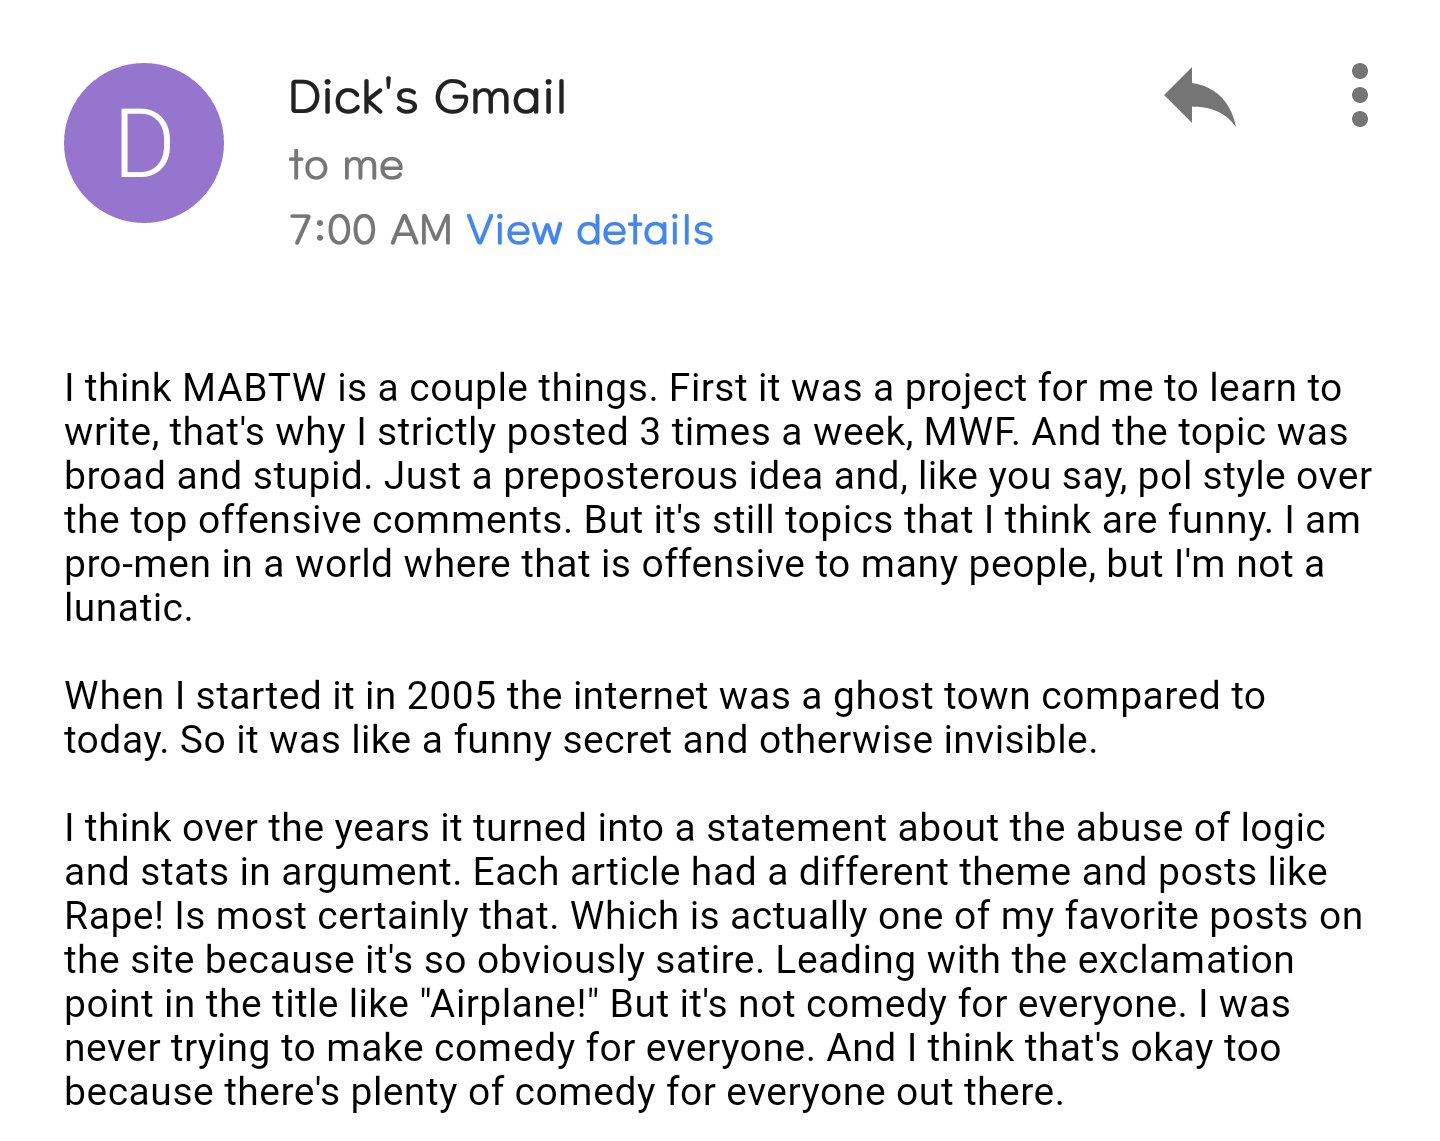 D
Dick's Gmail
to me
7:00 AM View details
I think MABTW is a couple things. First it was a project for me to learn to
write, that's why I strictly posted 3 times a week, MWF. And the topic was
broad and stupid. Just a preposterous idea and, like you say, pol style over
the top offensive comments. But it's still topics that I think are funny. I am
pro-men in a world where that is offensive to many people, but I'm not a
lunatic.
When I started it in 2005 the internet was a ghost town compared to
today. So it was like a funny secret and otherwise invisible.
I think over the years it turned into a statement about the abuse of logic
and stats in argument. Each article had a different theme and posts like
Rape! Is most certainly that. Which is actually one of my favorite posts on
the site because it's so obviously satire. Leading with the exclamation
point in the title like "Airplane!" But it's not comedy for everyone. I was
never trying to make comedy for everyone. And I think that's okay too
because there's plenty of comedy for everyone out there.